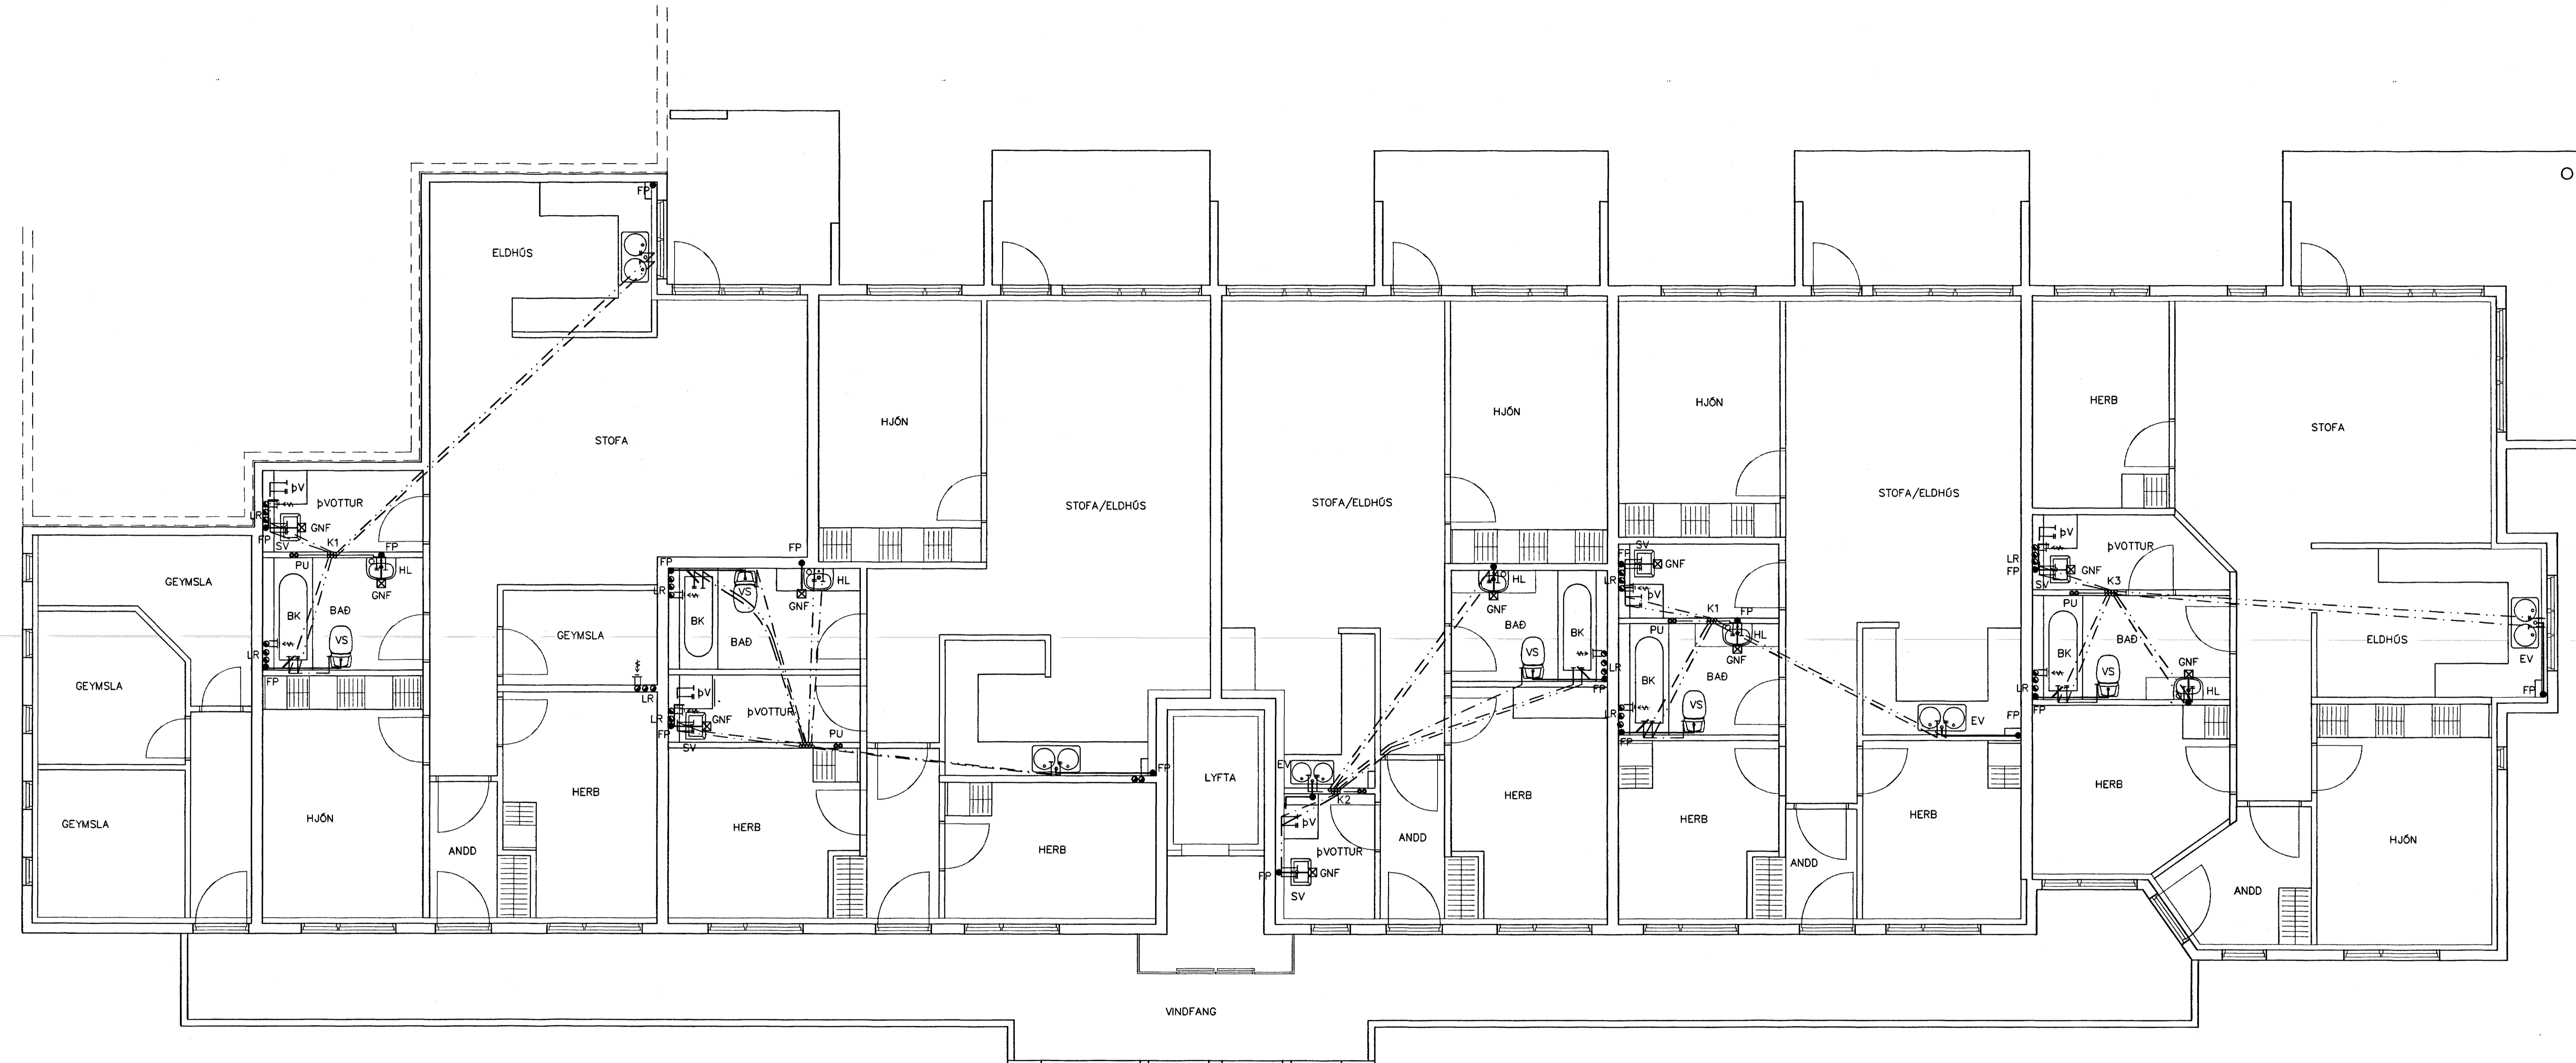 FP
ELDHÚS
STOFA
HJÓN
STOFA/ELDHÚS
STOFA/ELDHÚS
HJÓN
HJÓN
STOFA/ELDHÚS
HERB
STOFA
ÞV
ÞVOTTUR
LR
GNF
FP
SV
K1
FP
PU
HL
GNF
BK
BAÐ
VS
LR
FP
GEYMSLA
GEYMSLA
GEYMSLA
HJÓN
ANDD
GEYMSLA
LR
HERB
FP
FP
LR
BK
VS
GNF
HL
BAÐ
ÞV
LR
GNF
ÞVOTTUR
FP
SV
PU
HERB
FP
HERB
LYFTA
EV
K2
ÞV
ÞVOTTUR
FP
GNF
SV
ANDD
HL
GNF
BAÐ
VS
BK
LR
FP
HERB
FP
SV
GNF
LR
ÞV
K1
FP
PU
HL
GNF
BK
BAÐ
VS
LR
FP
EV
FP
HERB
ANDD
HERB
ÞV
ÞVOTTUR
LR
FP
GNF
SV
K3
PU
BK
BAÐ
VS
GNF
HL
LR
FP
ELDHÚS
EV
FP
HERB
ANDD
HJÓN
VINDFANG